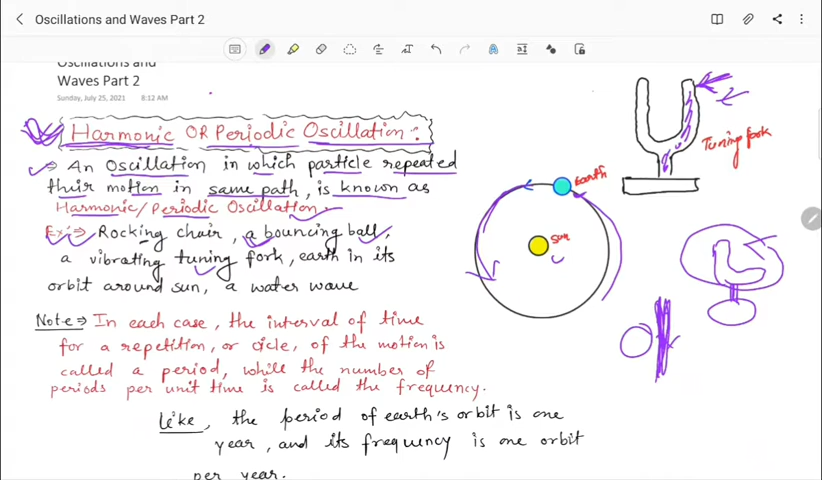 Oscillations and Waves Part 2
Oscillations and
Waves Part 2
Sunday, July 25, 2021 8:12 AM
Harmonic OR Periodic Oscillation :
⇒ An Oscillation in which particle repeated
their motion in same path, is known as
Harmonic/Periodic Oscillation.
Ex:⇒ Rocking chair, a bouncing ball,
a vibrating tuning fork, earth in its
orbit around sun, a water wave
Note⇒ In each case, the interval of time
for a repetition, or cicle, of the motion is
called a period, while the number of
periods per unit time is called the frequency.
Like, the period of earth's orbit is one
year, and its frequency is one orbit
per year.
Earth
Sun
Tuning fork